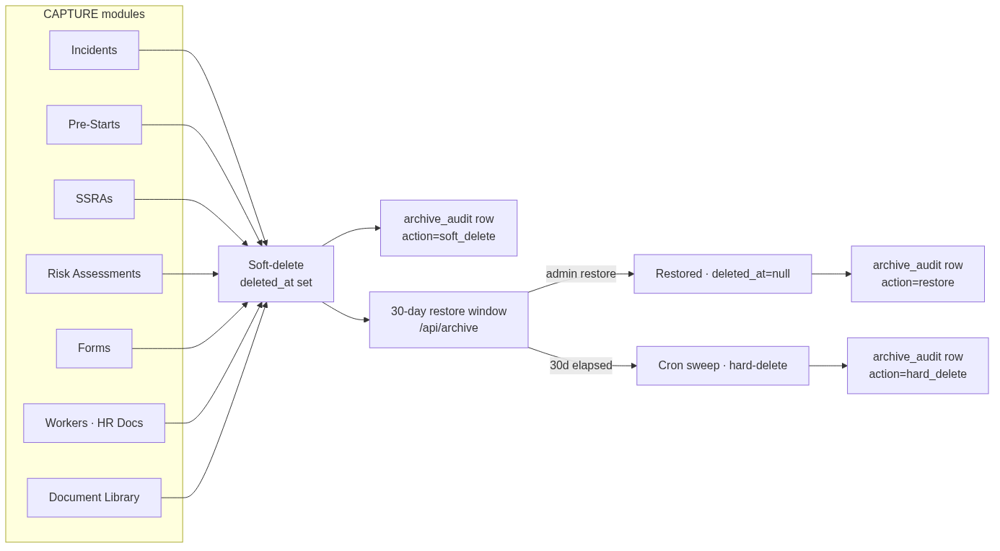 CAPTURE modules
Incidents
Pre-Starts
SSRAs
Risk Assessments
Forms
Workers · HR Docs
Document Library
Soft-delete
deleted_at set
archive_audit row
action=soft_delete
30-day restore window
/api/archive
admin restore
30d elapsed
Restored · deleted_at=null
Cron sweep · hard-delete
archive_audit row
action=restore
archive_audit row
action=hard_delete